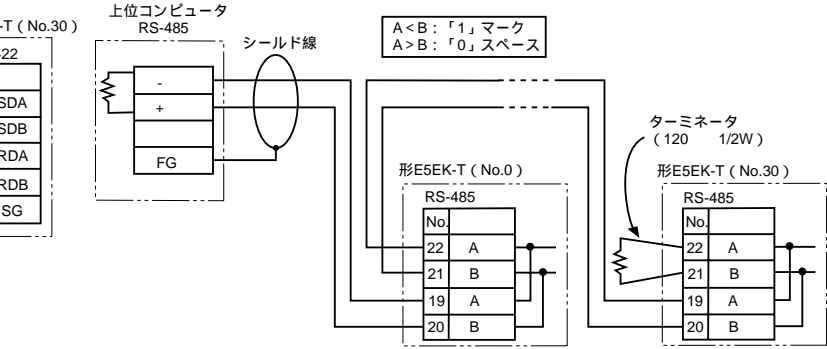 -T（No.30）
422
SDA
SDB
RDA
RDB
SG
上位コンピュータ
RS-485
-
+
FG
シールド線
A<B：「1」マーク
A>B：「0」スペース
形E5EK-T（No.0）
RS-485
No.
22 A
21 B
19 A
20 B
ターミネータ
（120 1/2W）
形E5EK-T（No.30）
RS-485
No.
22 A
21 B
19 A
20 B